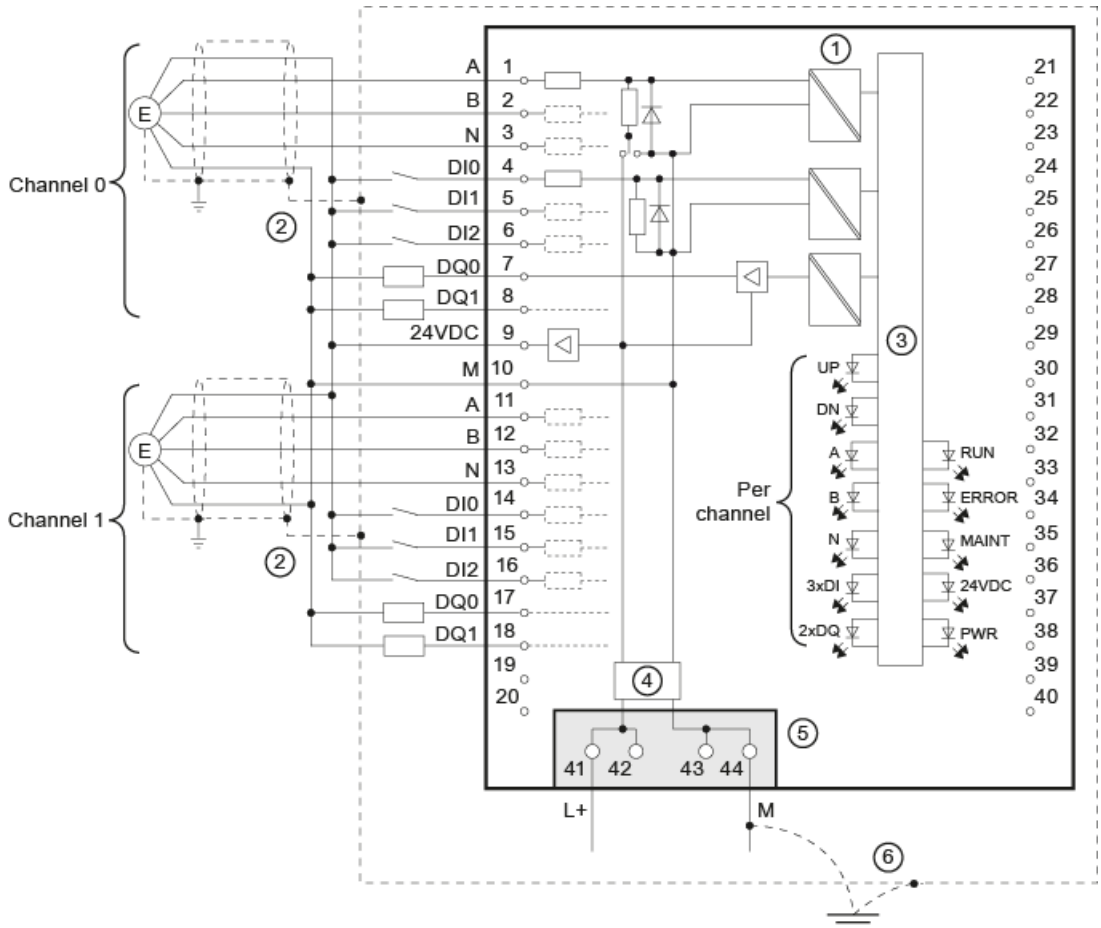 Channel 0
E
2
A 1
B 2
N 3
DI0 4
DI1 5
DI2 6
DQ0 7
DQ1 8
24VDC 9
M 10
Channel 1
E
2
A 11
B 12
N 13
DI0 14
DI1 15
DI2 16
DQ0 17
DQ1 18
19
20
1
3
Per
channel
UP
DN
A
B
N
3xDI
2xDQ
RUN
ERROR
MAINT
24VDC
PWR
21
22
23
24
25
26
27
28
29
30
31
32
33
34
35
36
37
38
39
40
4
5
41 42 43 44
L+ M
6